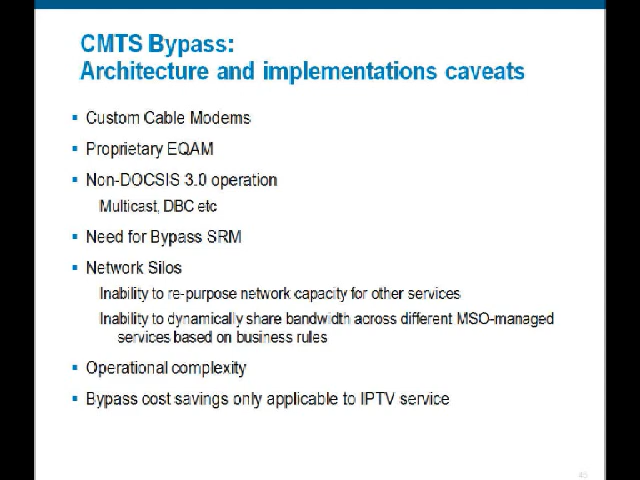 CMTS Bypass:
Architecture and implementations caveats
Custom Cable Modems
Proprietary EQAM
Non-DOCSIS 3.0 operation
Multicast, DBC etc
Need for Bypass SRM
Network Silos
Inability to re-purpose network capacity for other services
Inability to dynamically share bandwidth across different MSO-managed
services based on business rules
Operational complexity
Bypass cost savings only applicable to IPTV service